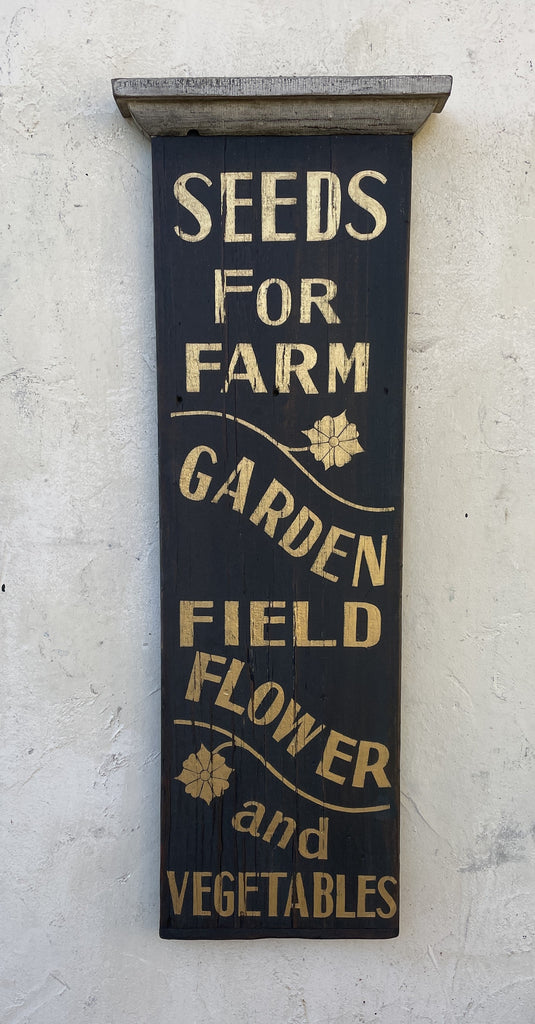 SEEDS
FOR
FARM
GARDEN
FIELD
FLOWER
and
VEGETABLES